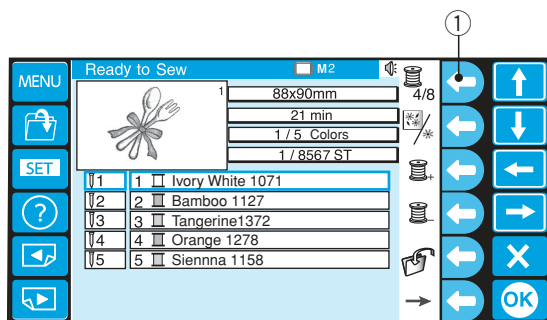 1
MENU
Ready to Sew M2
4/8
1
88x90mm
21 min
1 / 5 Colors
1 / 8567 ST
SET
1 1 Ivory White 1071
2 2 Bamboo 1127
3 3 Tangerine1372
4 4 Orange 1278
5 5 Siennna 1158
?
+
-
X
OK